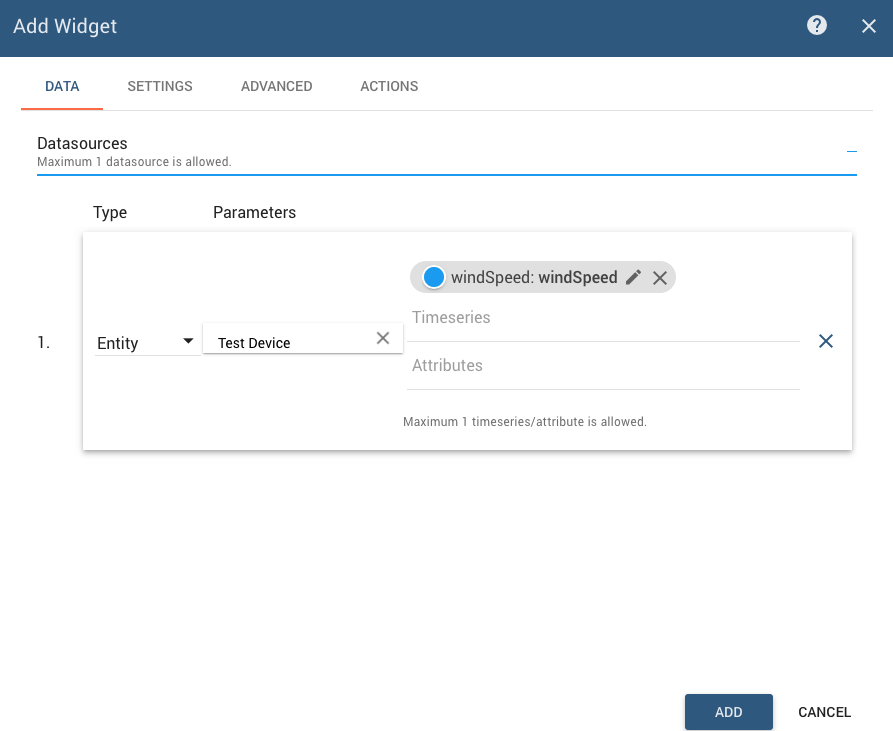 Add Widget
DATA SETTINGS ADVANCED ACTIONS
Datasources
Maximum 1 datasource is allowed.
Type Parameters
windSpeed: windSpeed
Timeseries
1. Entity Test Device
Attributes
Maximum 1 timeseries/attribute is allowed.
ADD CANCEL